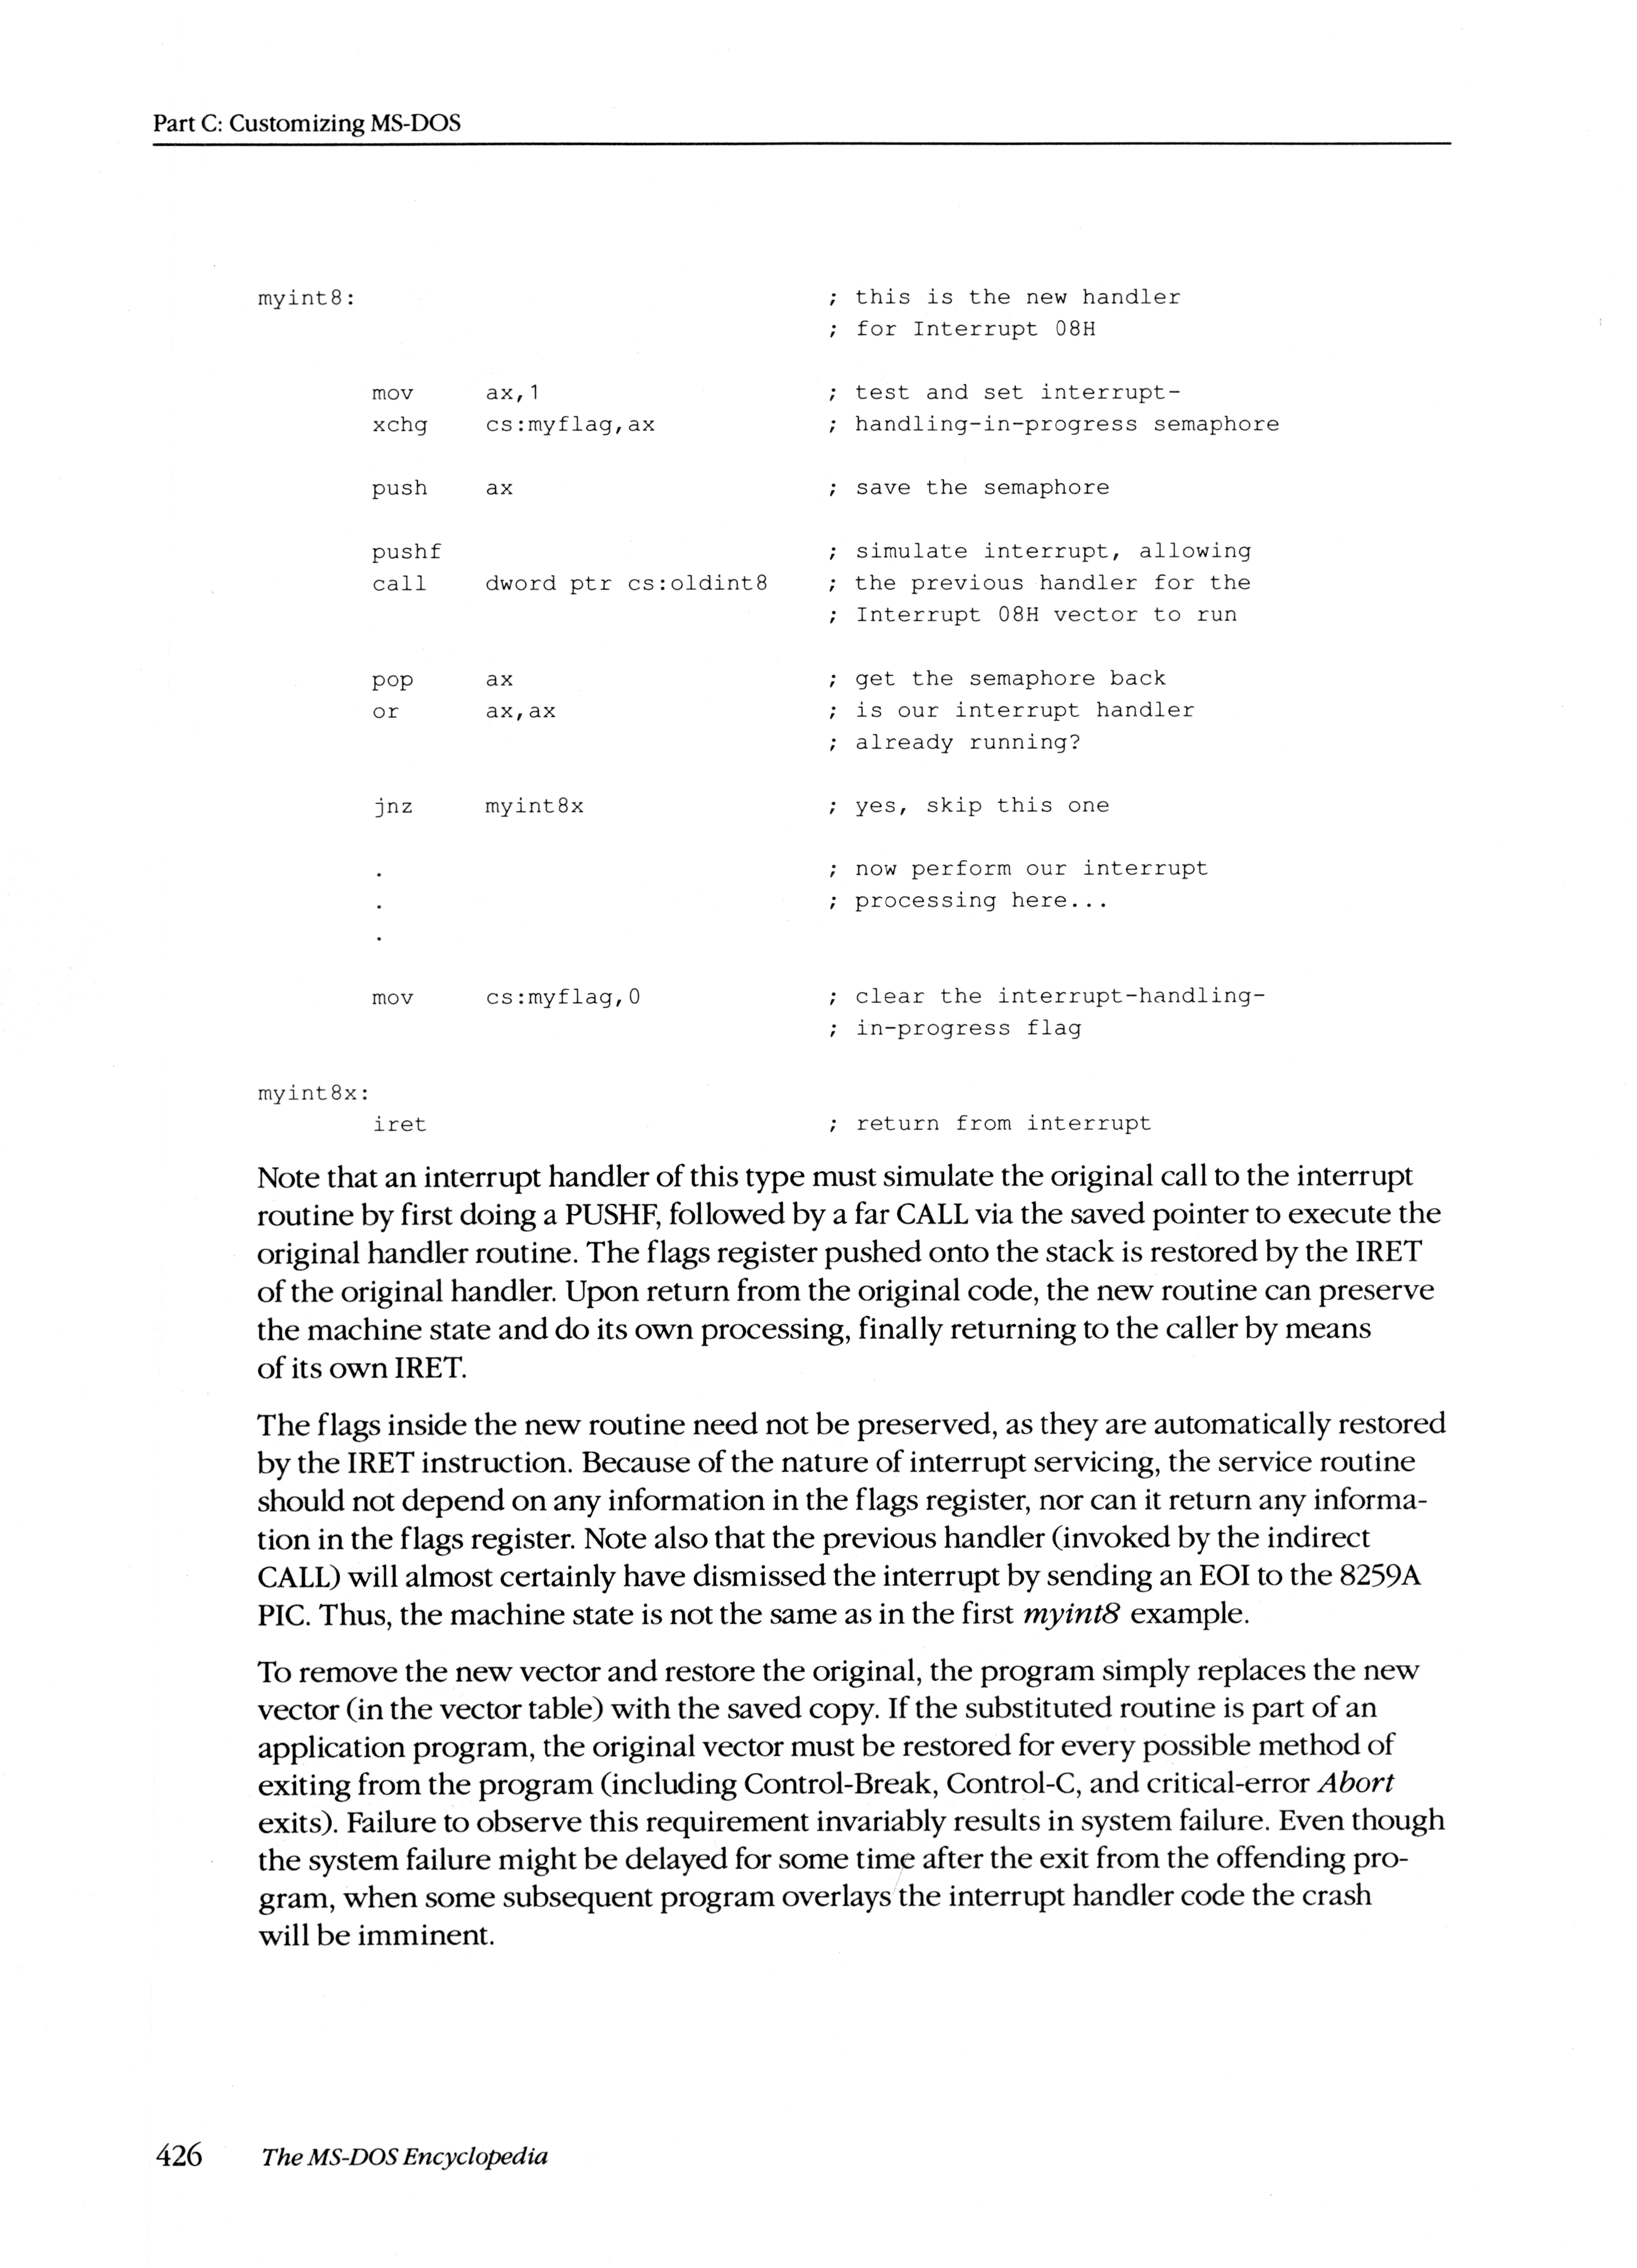 Part C: Customizing MS-DOS
myint8: ; this is the new handler
; for Interrupt 08H
mov ax,1 ; test and set interrupt-
xchg cs:myflag,ax ; handling-in-progress semaphore
push ax ; save the semaphore
pushf ; simulate interrupt, allowing
call dword ptr cs:oldint8 ; the previous handler for the
; Interrupt 08H vector to run
pop ax ; get the semaphore back
or ax,ax ; is our interrupt handler
; already running?
jnz myint8x ; yes, skip this one
. ; now perform our interrupt
. ; processing here...
.
mov cs:myflag,0 ; clear the interrupt-handling-
; in-progress flag
myint8x:
iret ; return from interrupt
Note that an interrupt handler of this type must simulate the original call to the interrupt
routine by first doing a PUSHF, followed by a far CALL via the saved pointer to execute the
original handler routine. The flags register pushed onto the stack is restored by the IRET
of the original handler. Upon return from the original code, the new routine can preserve
the machine state and do its own processing, finally returning to the caller by means
of its own IRET.
The flags inside the new routine need not be preserved, as they are automatically restored
by the IRET instruction. Because of the nature of interrupt servicing, the service routine
should not depend on any information in the flags register, nor can it return any informa-
tion in the flags register. Note also that the previous handler (invoked by the indirect
CALL) will almost certainly have dismissed the interrupt by sending an EOI to the 8259A
PIC. Thus, the machine state is not the same as in the first myint8 example.
To remove the new vector and restore the original, the program simply replaces the new
vector (in the vector table) with the saved copy. If the substituted routine is part of an
application program, the original vector must be restored for every possible method of
exiting from the program (including Control-Break, Control-C, and critical-error Abort
exits). Failure to observe this requirement invariably results in system failure. Even though
the system failure might be delayed for some time after the exit from the offending pro-
gram, when some subsequent program overlays the interrupt handler code the crash
will be imminent.
426 The MS-DOS Encyclopedia